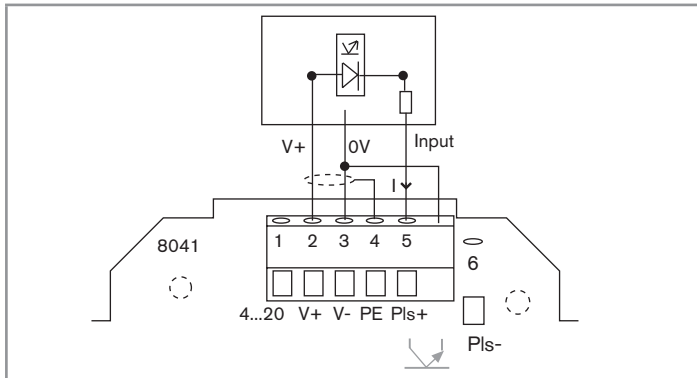 V+ 0V Input
I
8041
1 2 3 4 5 6
4...20 V+ V- PE Pls+
Pls-